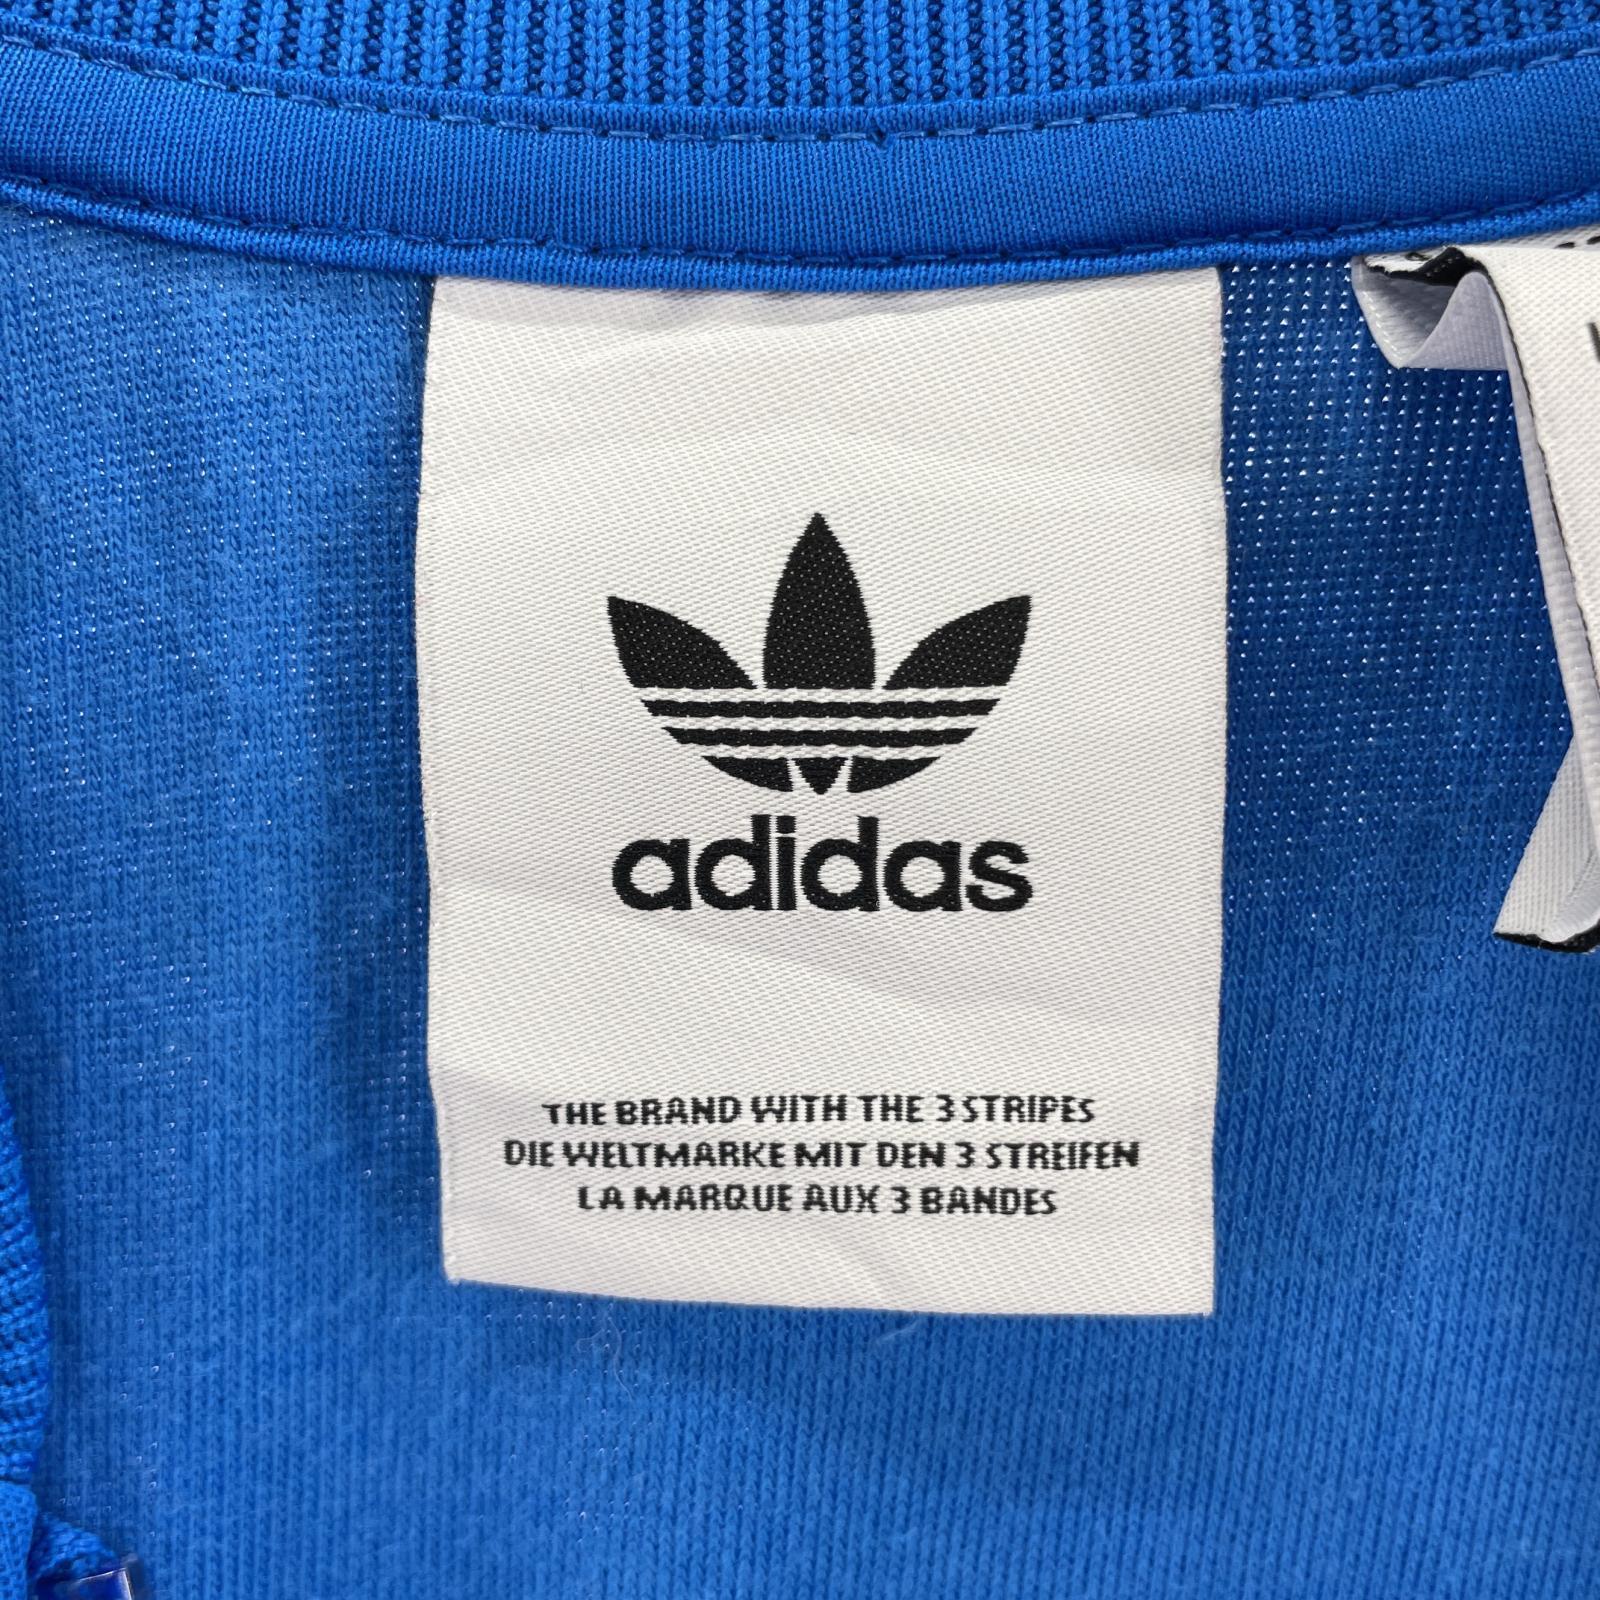 adidas
THE BRAND WITH THE 3 STRIPES
DIE WELTMARKE MIT DEN 3 STREIFEN
LA MARQUE AUX 3 BANDES